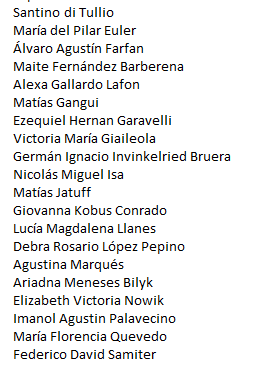 Santino di Tullio
María del Pilar Euler
Álvaro Agustín Farfan
Maite Fernández Barberena
Alexa Gallardo Lafon
Matías Gangui
Ezequiel Hernan Garavelli
Victoria María Giaileola
Germán Ignacio Invinkelried Bruera
Nicolás Miguel Isa
Matías Jatuff
Giovanna Kobus Conrado
Lucía Magdalena Llanes
Debra Rosario López Pepino
Agustina Marqués
Ariadna Meneses Bilyk
Elizabeth Victoria Nowik
Imanol Agustin Palavecino
María Florencia Quevedo
Federico David Samiter